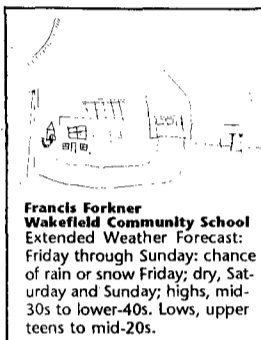 Francis Forkner
Wakefield Community School
Extended Weather Forecast:
Friday through Sunday: chance
of rain or snow Friday; dry, Sat-
urday and Sunday; highs, mid-
30s to lower-40s. Lows, upper
teens to mid-20s.